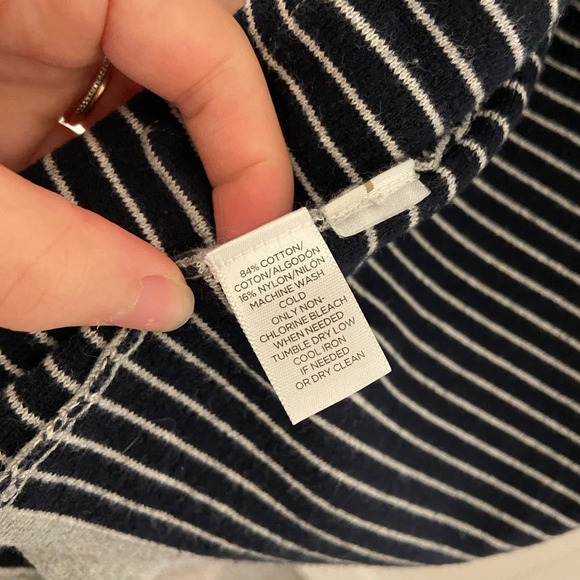 84% COTTON/
COTON/ALGODÓN
16% NYLON/NILÓN
MACHINE WASH
COLD
ONLY NON-
CHLORINE BLEACH
WHEN NEEDED
TUMBLE DRY LOW
COOL IRON
IF NEEDED
OR DRY CLEAN